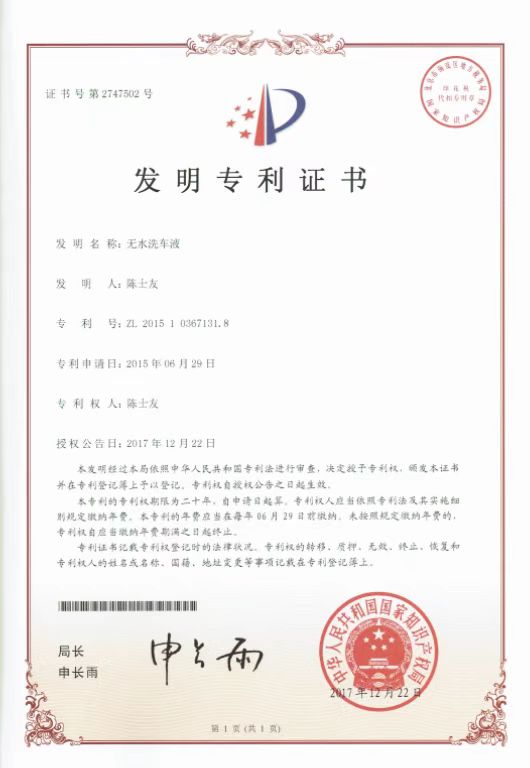 证书号第2747502号
发明专利证书
发明名称：无水洗车液
发明人：陈士友
专利号：ZL 2015 1 0367131.8
专利申请日：2015年06月29日
专利权人：陈士友
授权公告日：2017年12月22日
本发明经过本局依照中华人民共和国专利法进行审查，决定授予专利权，颁发本证书
并在专利登记簿上予以登记。专利权自授权公告之日起生效。
本专利的专利权期限为二十年，自申请日起算。专利权人应当依照专利法及其实施细
则规定缴纳年费。本专利的年费应当在每年06月29日前缴纳。未按照规定缴纳年费的，
专利权自应当缴纳年费期满之日起终止。
专利证书记载专利权登记时的法律状况。专利权的转移、质押、无效、终止、恢复和
专利权人的姓名或名称、国籍、地址变更等事项记载在专利登记簿上。
局长
申长雨
申长雨
中华人民共和国国家知识产权局
2017年12月22日
第1页(共1页)